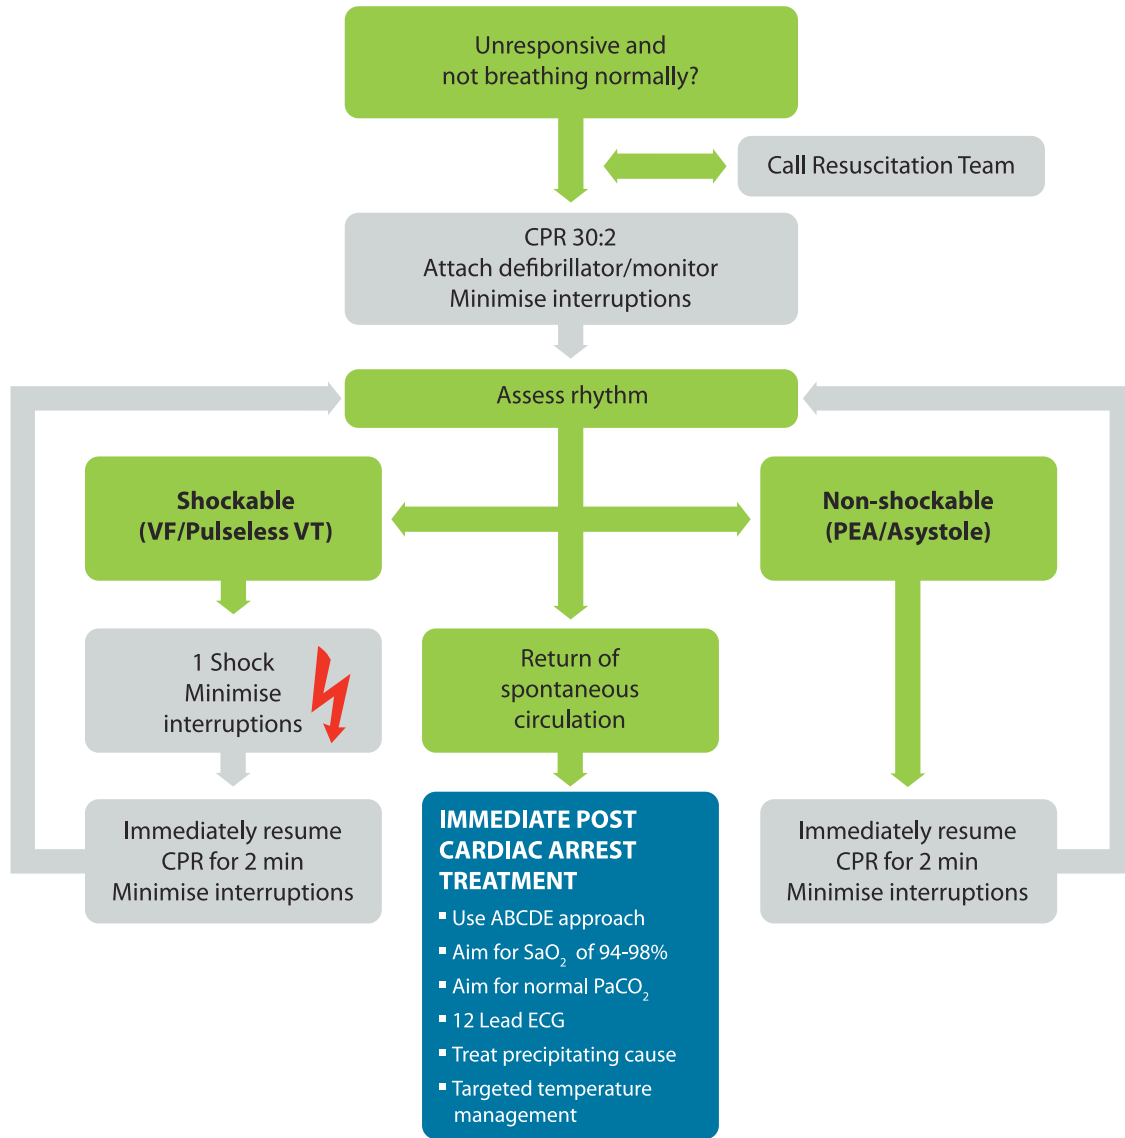 Unresponsive and
not breathing normally?
Call Resuscitation Team
CPR 30:2
Attach defibrillator/monitor
Minimise interruptions
Assess rhythm
Shockable
(VF/Pulseless VT)
Non-shockable
(PEA/Asystole)
1 Shock
Minimise
interruptions
Return of
spontaneous
circulation
Immediately resume
CPR for 2 min
Minimise interruptions
IMMEDIATE POST
CARDIAC ARREST
TREATMENT
▪ Use ABCDE approach
▪ Aim for SaO₂ of 94-98%
▪ Aim for normal PaCO₂
▪ 12 Lead ECG
▪ Treat precipitating cause
▪ Targeted temperature
management
Immediately resume
CPR for 2 min
Minimise interruptions